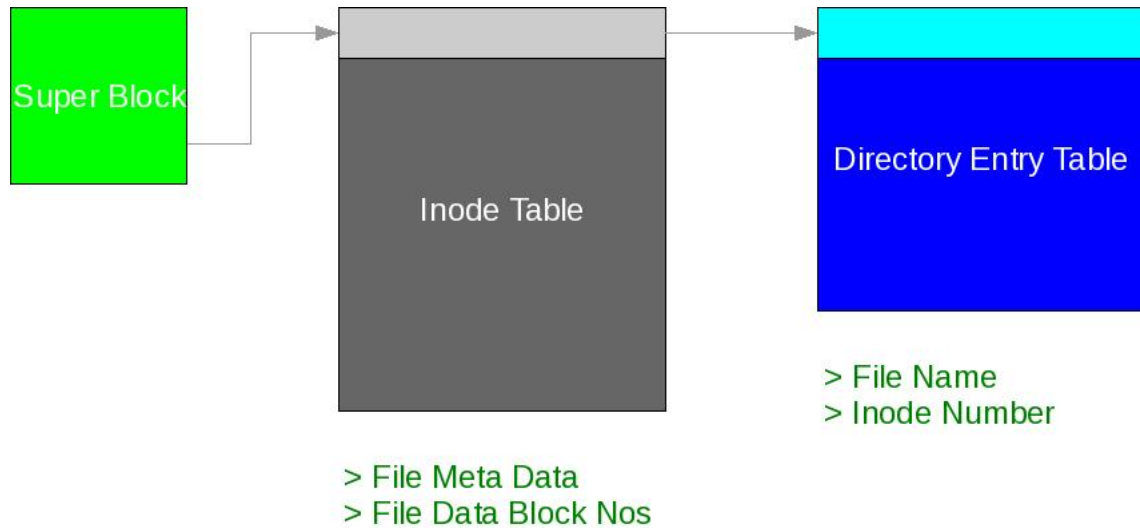 Super Block
Inode Table
Directory Entry Table
> File Name
> Inode Number
> File Meta Data
> File Data Block Nos